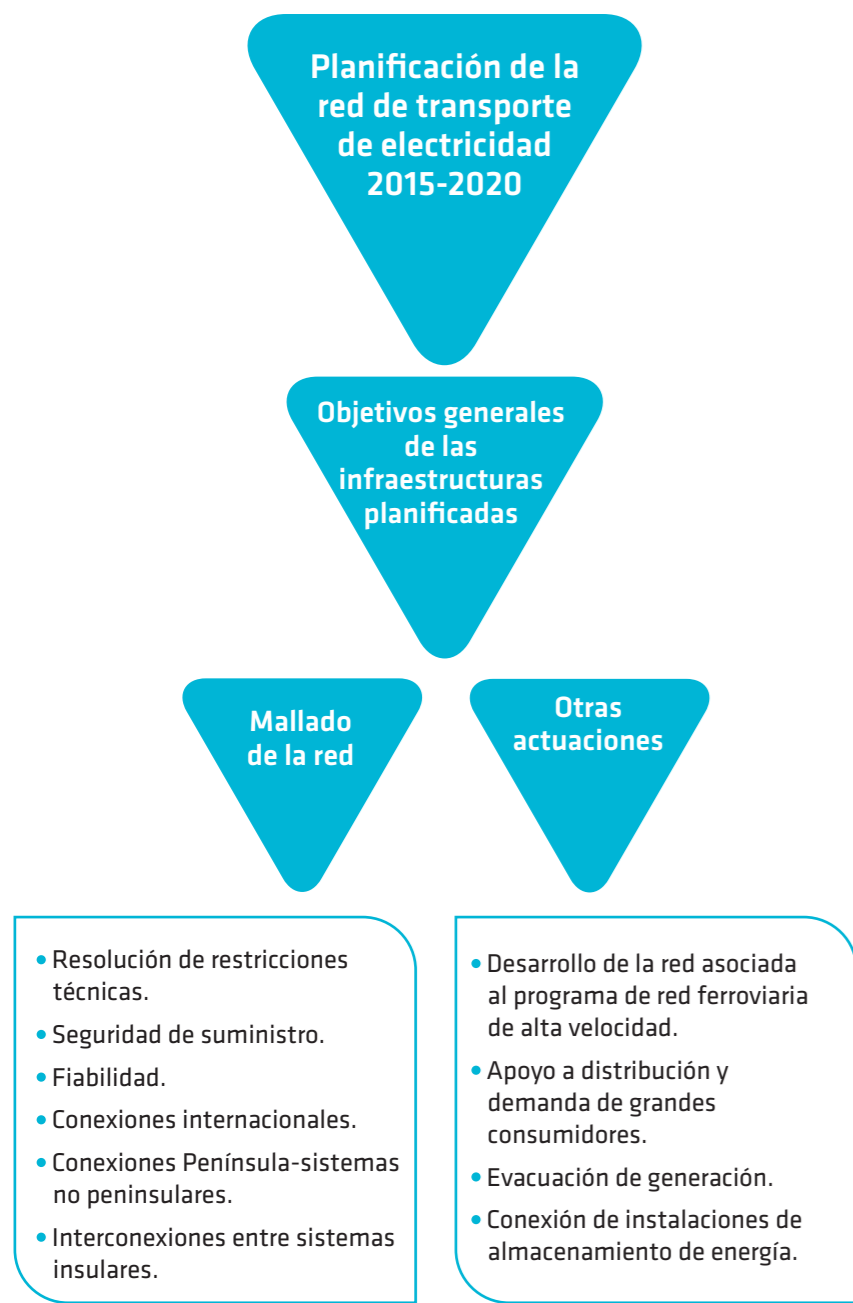 Planificación de la
red de transporte
de electricidad
2015-2020
Objetivos generales
de las
infraestructuras
planificadas
Mallado
de la red
Otras
actuaciones
• Resolución de restricciones
técnicas.
• Seguridad de suministro.
• Fiabilidad.
• Conexiones internacionales.
• Conexiones Península-sistemas
no peninsulares.
• Interconexiones entre sistemas
insulares.
• Desarrollo de la red asociada
al programa de red ferroviaria
de alta velocidad.
• Apoyo a distribución y
demanda de grandes
consumidores.
• Evacuación de generación.
• Conexión de instalaciones de
almacenamiento de energía.